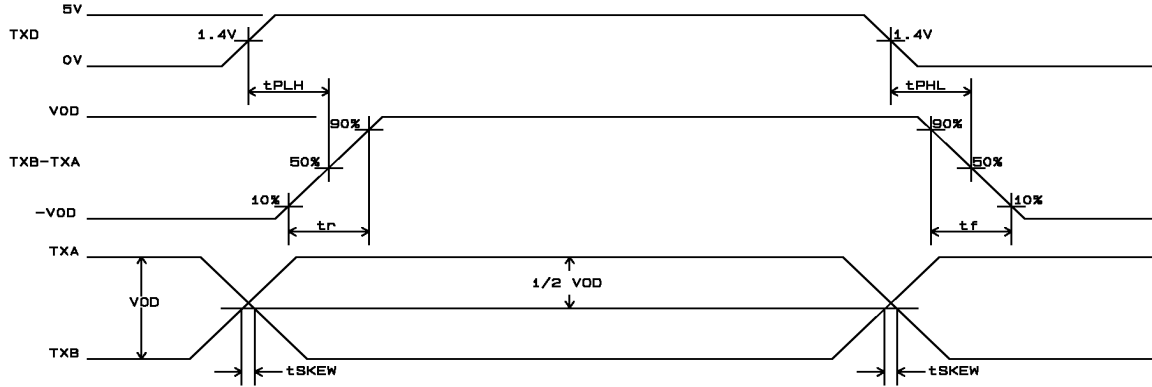 5V
TXD 1.4V 1.4V
0V
tPLH tPHL
VOD
90% 90%
TXB-TXA 50% 50%
10% 10%
-VOD
tr tf
TXA
VOD 1/2 VOD
TXB
tSKEW tSKEW